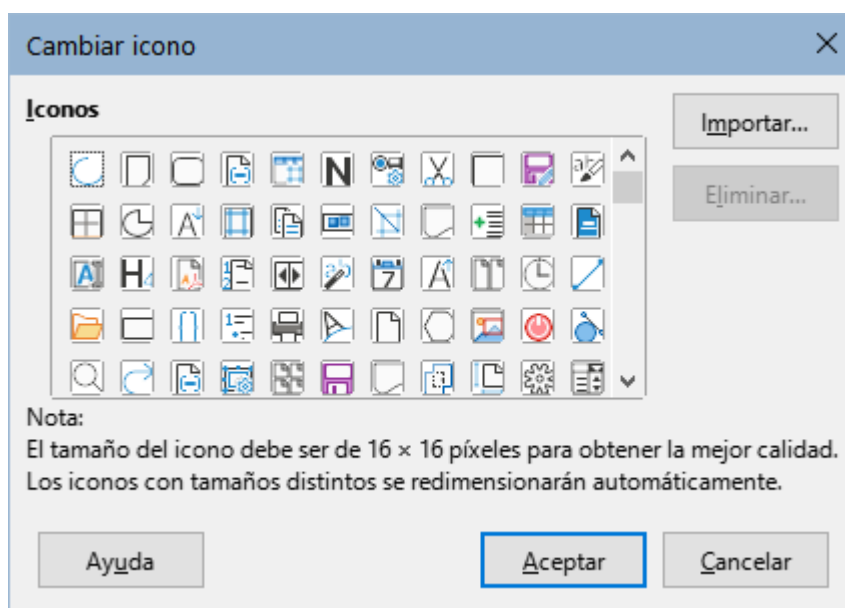 Cambiar icono
Iconos
Importar...
Eliminar...
Nota:
El tamaño del icono debe ser de 16 × 16 píxeles para obtener la mejor calidad.
Los iconos con tamaños distintos se redimensionarán automáticamente.
Ayuda
Aceptar
Cancelar